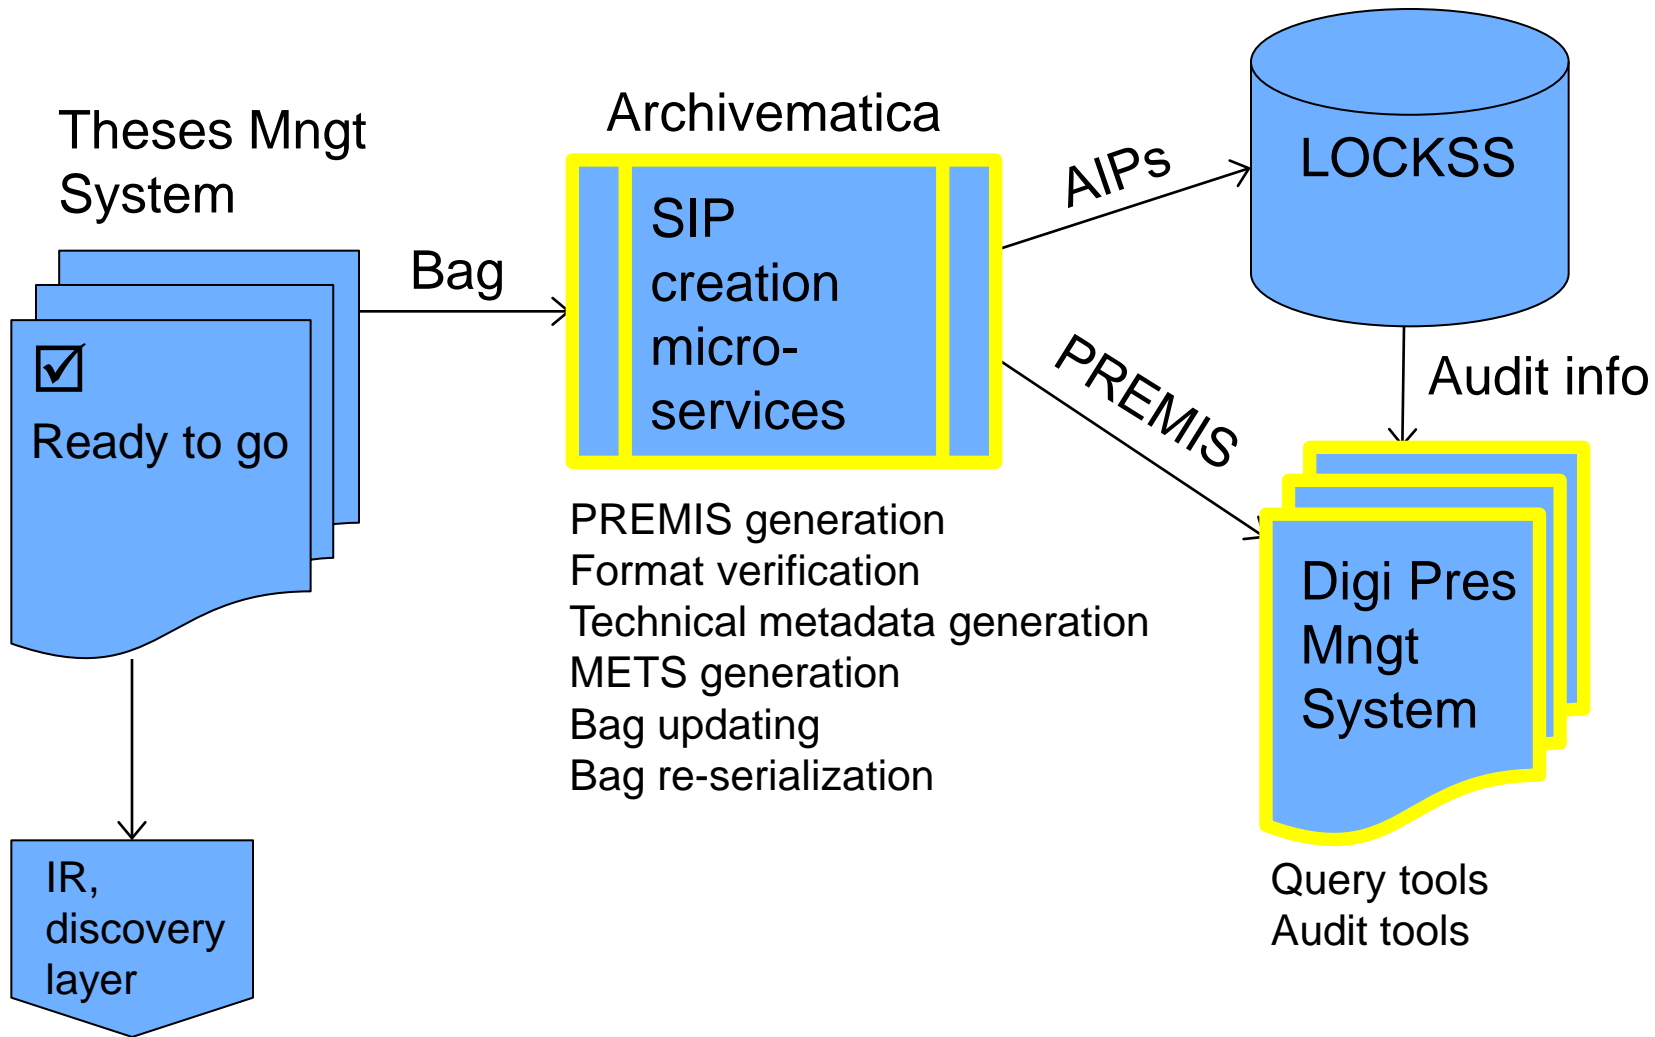 Theses Mngt
System
☑
Ready to go
Bag
Archivematica
SIP
creation
micro-
services
PREMIS generation
Format verification
Technical metadata generation
METS generation
Bag updating
Bag re-serialization
AIPs
LOCKSS
PREMIS
Audit info
Digi Pres
Mngt
System
Query tools
Audit tools
IR,
discovery
layer